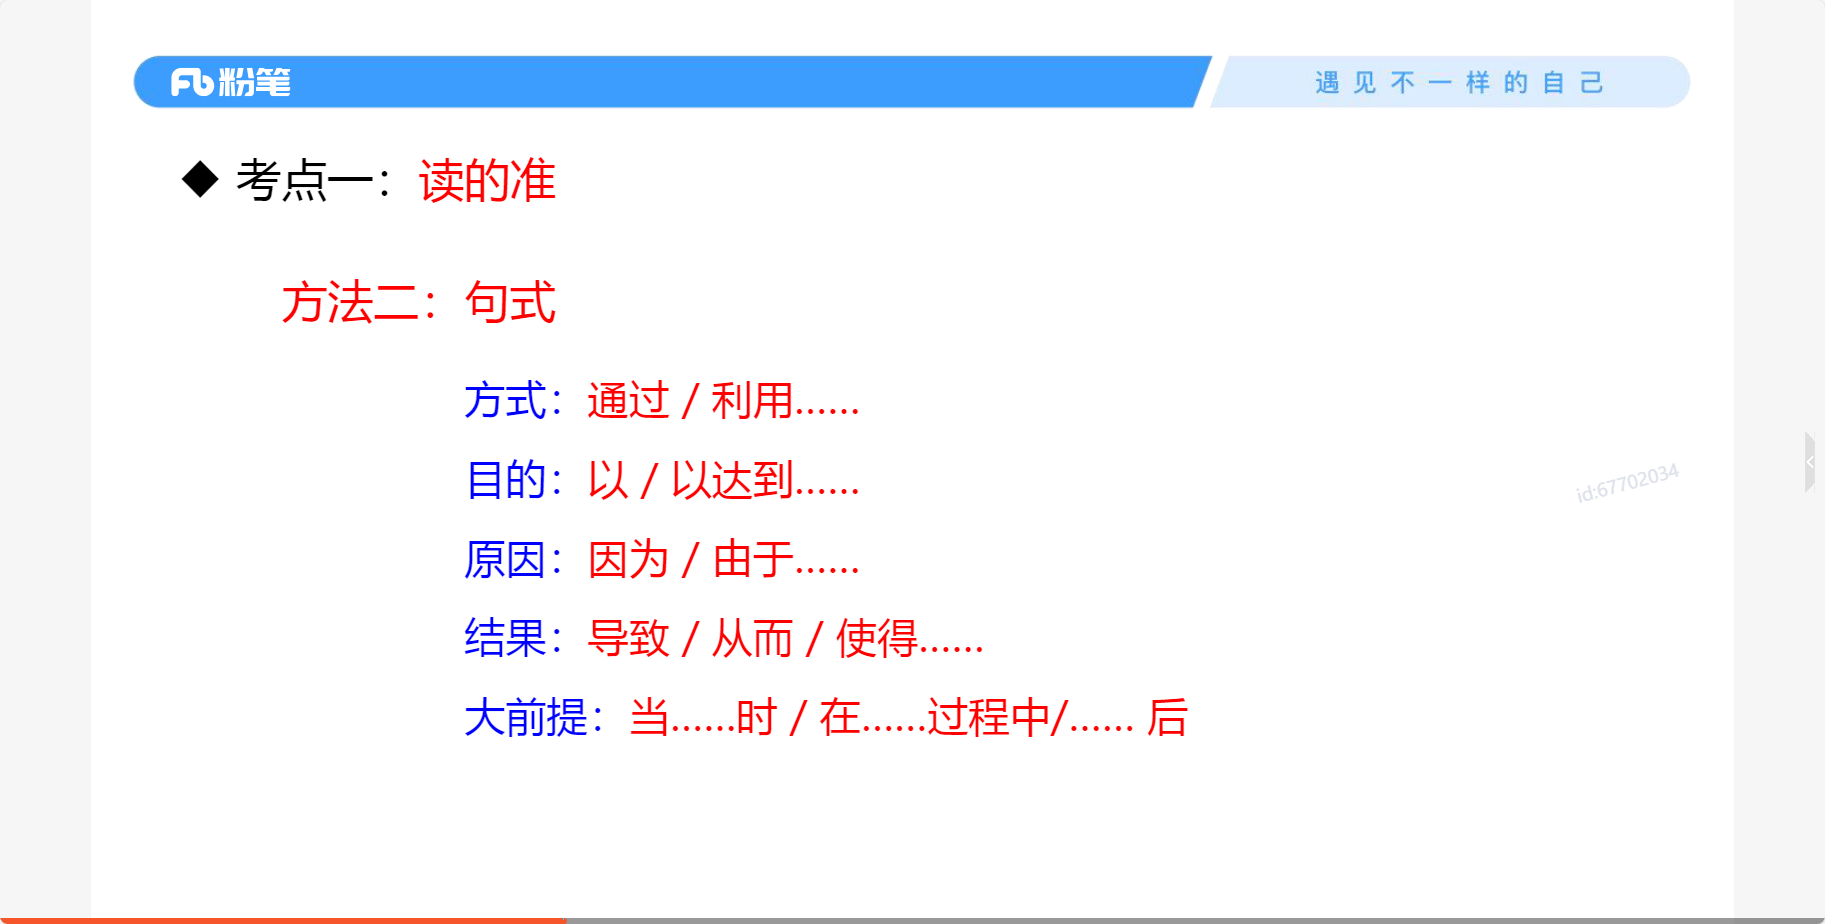 Fb粉笔
遇见不一样的自己
◆ 考点一：读的准
方法二：句式
方式：通过 / 利用……
目的：以 / 以达到……
原因：因为 / 由于……
结果：导致 / 从而 / 使得……
大前提：当……时 / 在……过程中/…… 后
id:67702034